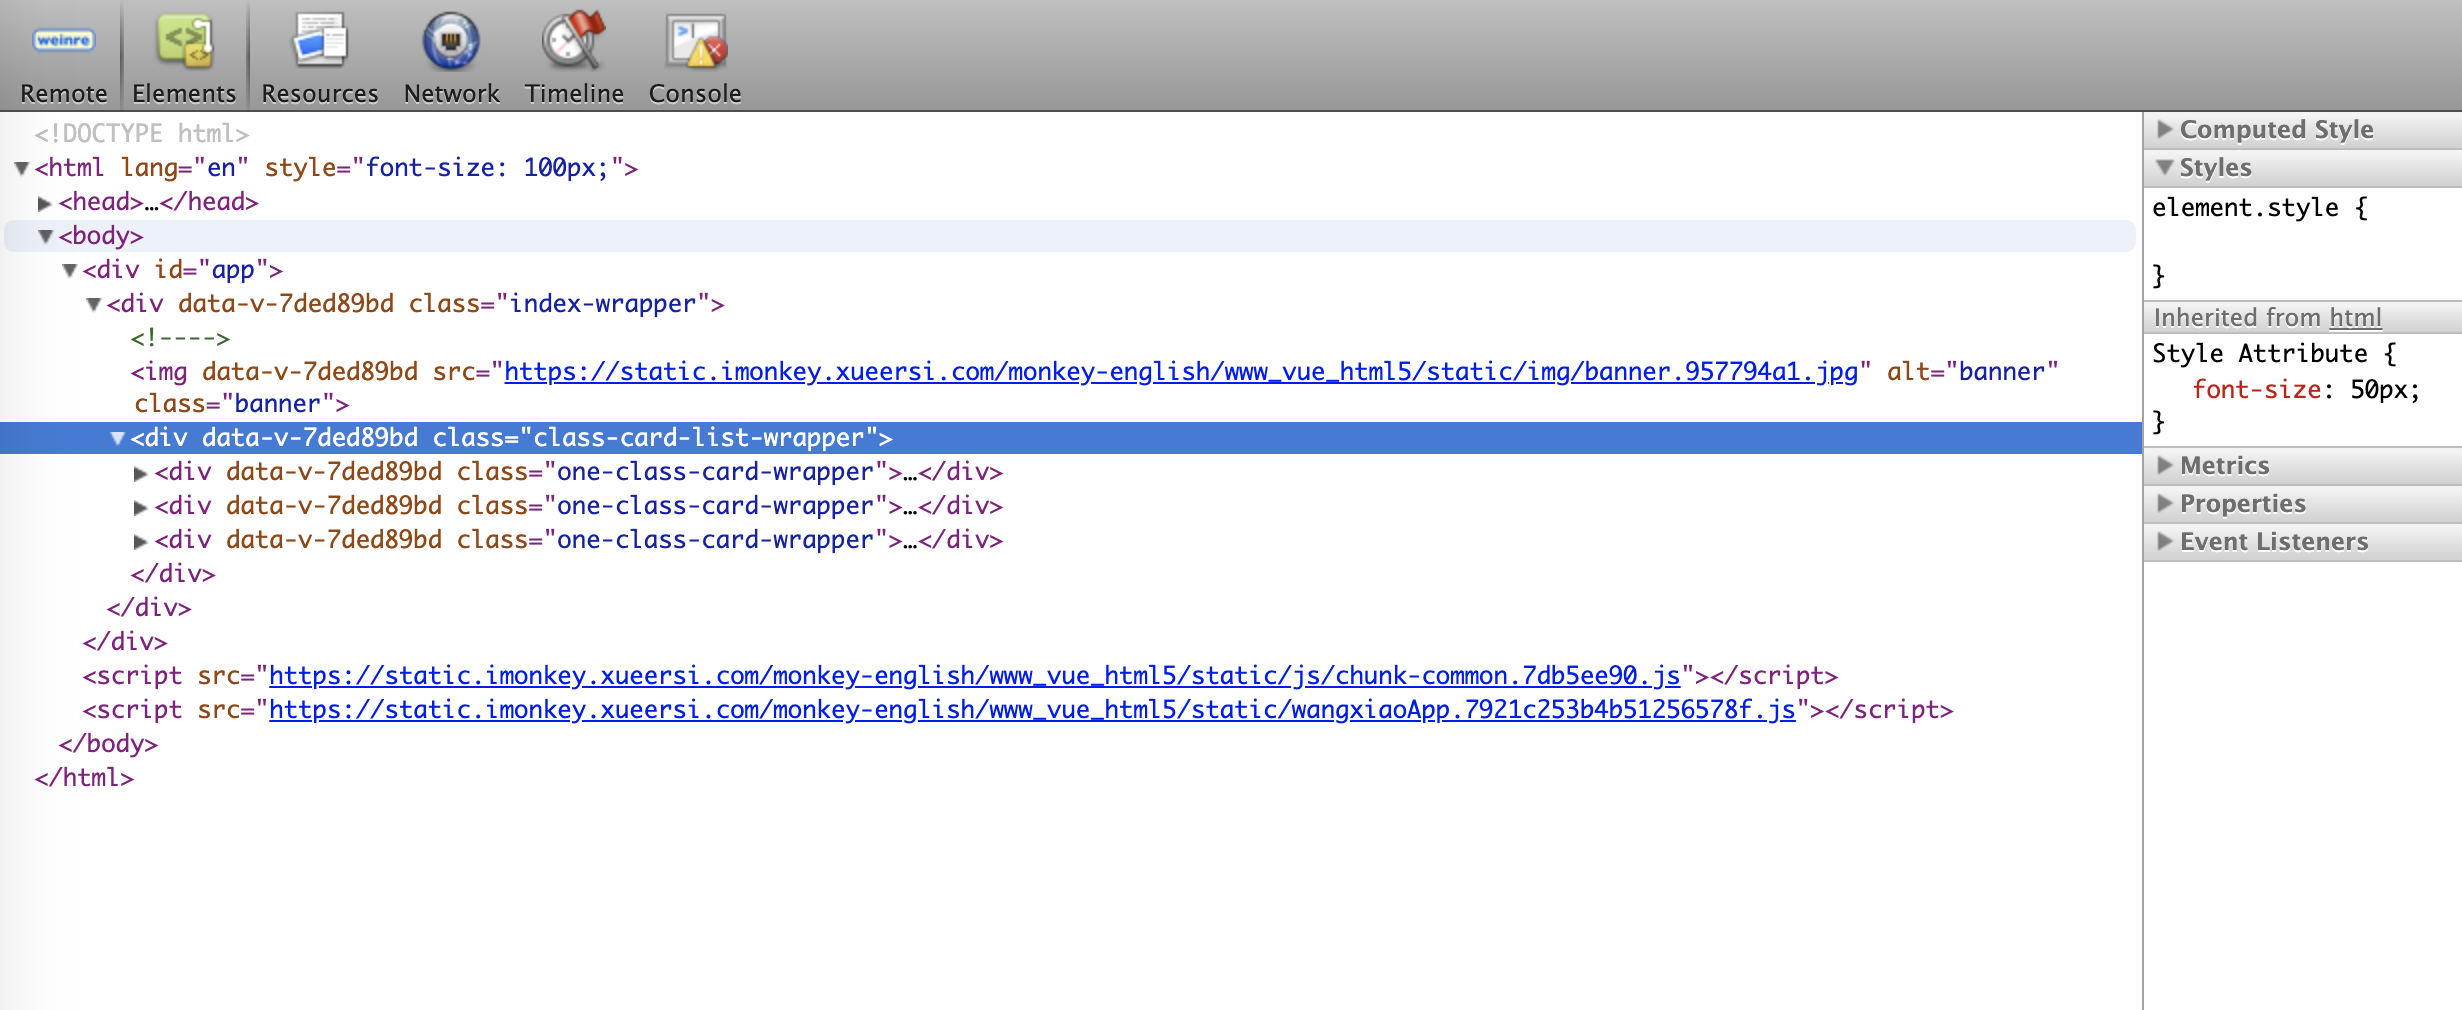 weinre
Remote Elements Resources Network Timeline Console
<!DOCTYPE html>
<html lang="en" style="font-size: 100px;">
<head>…</head>
<body>
<div id="app">
<div data-v-7ded89bd class="index-wrapper">
<!---->
<img data-v-7ded89bd src="https://static.imonkey.xueersi.com/monkey-english/www_vue_html5/static/img/banner.957794a1.jpg" alt="banner"
class="banner">
<div data-v-7ded89bd class="class-card-list-wrapper">
<div data-v-7ded89bd class="one-class-card-wrapper">…</div>
<div data-v-7ded89bd class="one-class-card-wrapper">…</div>
<div data-v-7ded89bd class="one-class-card-wrapper">…</div>
</div>
</div>
</div>
<script src="https://static.imonkey.xueersi.com/monkey-english/www_vue_html5/static/js/chunk-common.7db5ee90.js"></script>
<script src="https://static.imonkey.xueersi.com/monkey-english/www_vue_html5/static/wangxiaoApp.7921c253b4b51256578f.js"></script>
</body>
</html>
Computed Style
Styles
element.style {
}
Inherited from html
Style Attribute {
font-size: 50px;
}
Metrics
Properties
Event Listeners